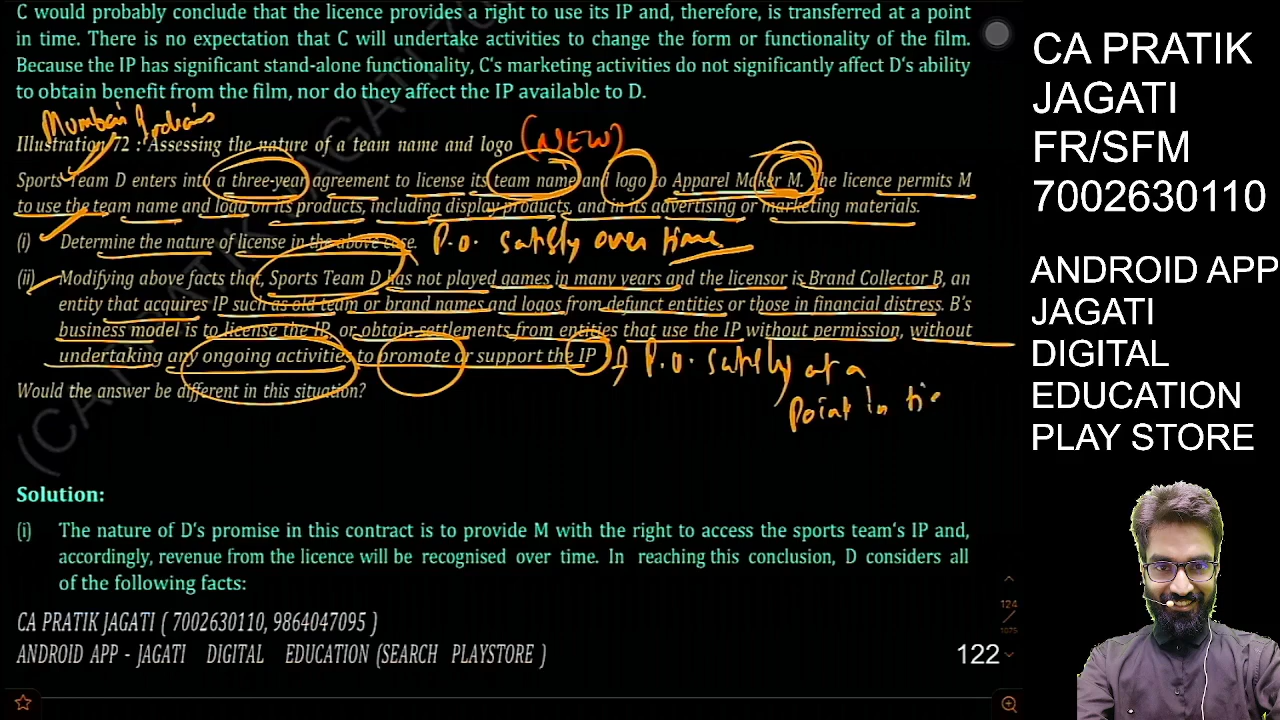 C would probably conclude that the licence provides a right to use its IP and, therefore, is transferred at a point
in time. There is no expectation that C will undertake activities to change the form or functionality of the film.
Because the IP has significant stand-alone functionality, C's marketing activities do not significantly affect D's ability
to obtain benefit from the film, nor do they affect the IP available to D.
Mumbai Indians
Illustration 72 : Assessing the nature of a team name and logo (NEW)
Sports Team D enters into a three-year agreement to license its team name and logo to Apparel Maker M. The licence permits M
to use the team name and logo on its products, including display products, and in its advertising or marketing materials.
(i) Determine the nature of license in the above case. P.O. satisfy over time
(ii) Modifying above facts that, Sports Team D has not played games in many years and the licensor is Brand Collector B, an
entity that acquires IP such as old team or brand names and logos from defunct entities or those in financial distress. B's
business model is to license the IP, or obtain settlements from entities that use the IP without permission, without
undertaking any ongoing activities to promote or support the IP
P.O. satisfy at a
Point in
Would the answer be different in this situation?
Solution:
(i) The nature of D's promise in this contract is to provide M with the right to access the sports team's IP and,
accordingly, revenue from the licence will be recognised over time. In reaching this conclusion, D considers all
of the following facts:
CA PRATIK JAGATI ( 7002630110, 9864047095 )
ANDROID APP - JAGATI DIGITAL EDUCATION (SEARCH PLAYSTORE )
122
124
1075
CA PRATIK
JAGATI
FR/SFM
7002630110
ANDROID APP
JAGATI
DIGITAL
EDUCATION
PLAY STORE